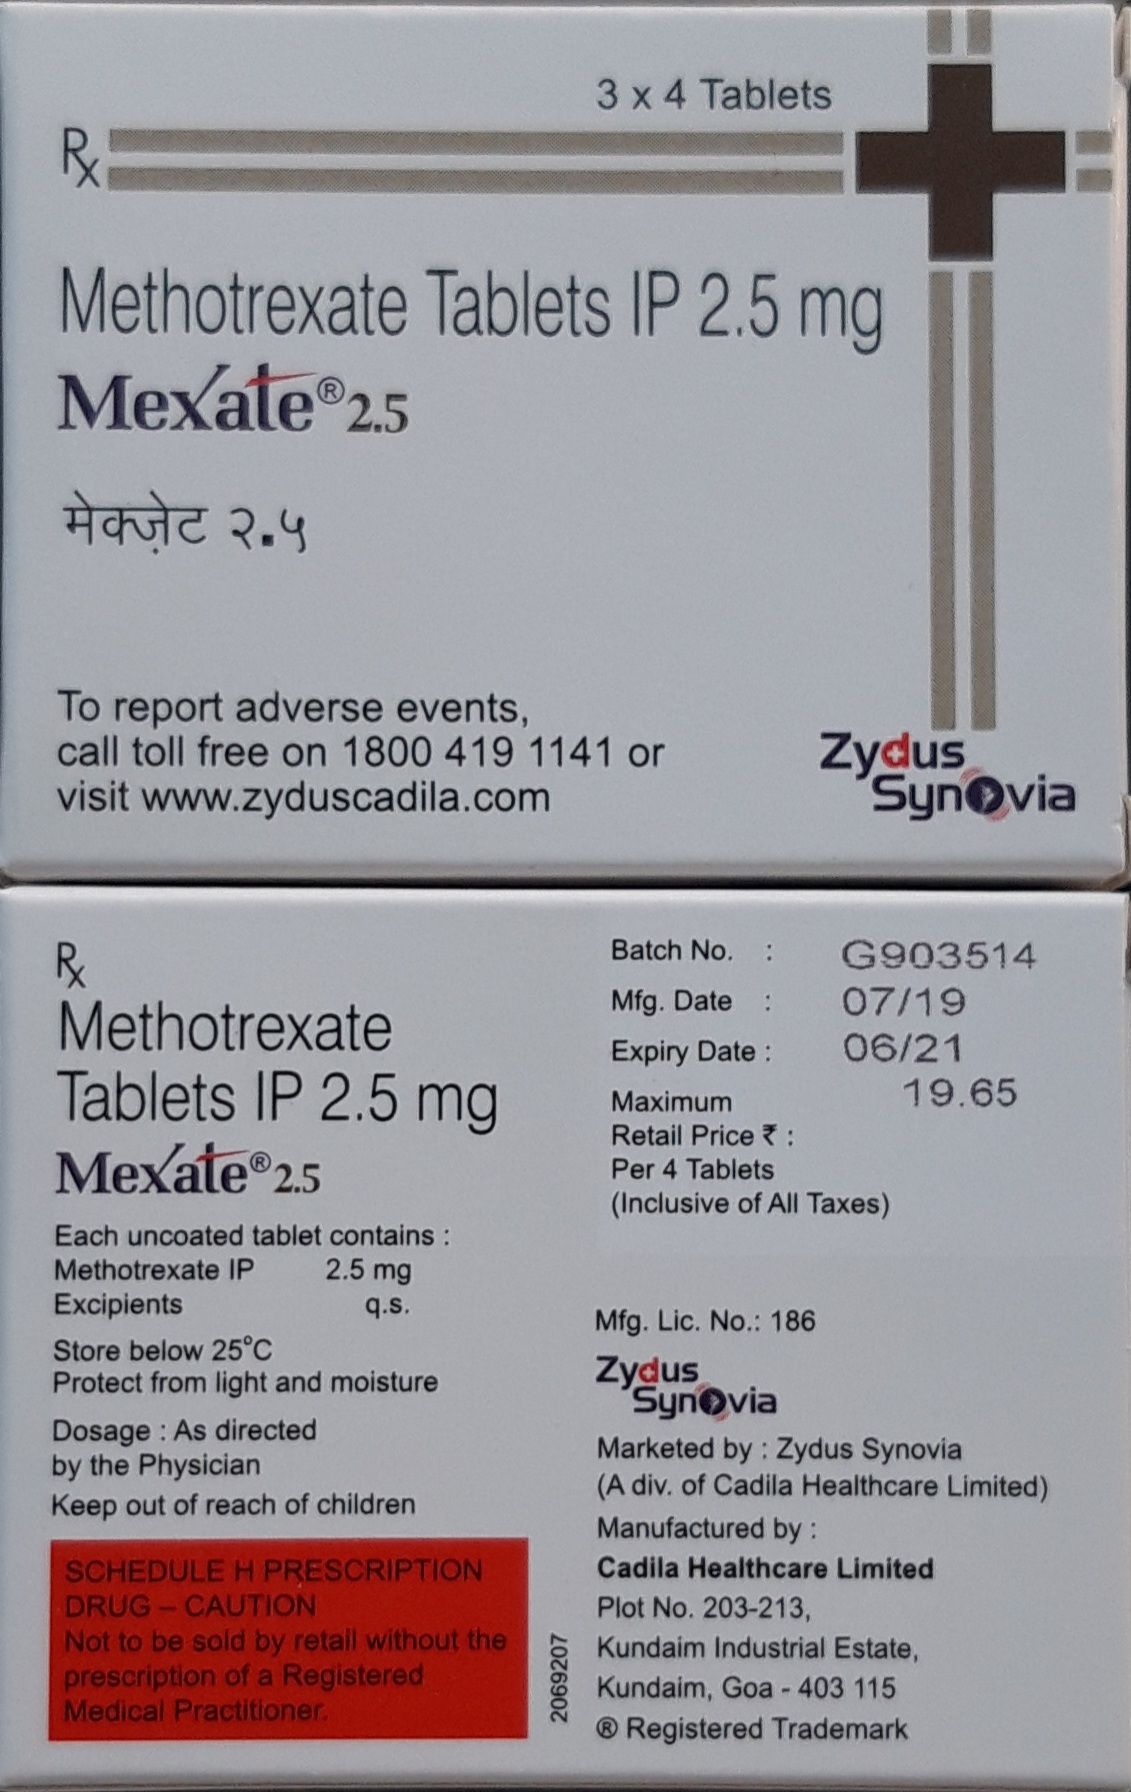 3 x 4 Tablets
Rx
Methotrexate Tablets IP 2.5 mg
Mexate® 2.5
मेक्ज़ेट २.५
To report adverse events,
call toll free on 1800 419 1141 or
visit www.zyduscadila.com
Zydus
Synovia
Rx
Methotrexate
Tablets IP 2.5 mg
Mexate® 2.5
Each uncoated tablet contains :
Methotrexate IP 2.5 mg
Excipients q.s.
Store below 25°C
Protect from light and moisture
Dosage : As directed
by the Physician
Keep out of reach of children
SCHEDULE H PRESCRIPTION
DRUG – CAUTION
Not to be sold by retail without the
prescription of a Registered
Medical Practitioner.
2069207
Batch No. : G903514
Mfg. Date : 07/19
Expiry Date : 06/21
Maximum 19.65
Retail Price ₹ :
Per 4 Tablets
(Inclusive of All Taxes)
Mfg. Lic. No.: 186
Zydus
Synovia
Marketed by : Zydus Synovia
(A div. of Cadila Healthcare Limited)
Manufactured by :
Cadila Healthcare Limited
Plot No. 203-213,
Kundaim Industrial Estate,
Kundaim, Goa - 403 115
® Registered Trademark